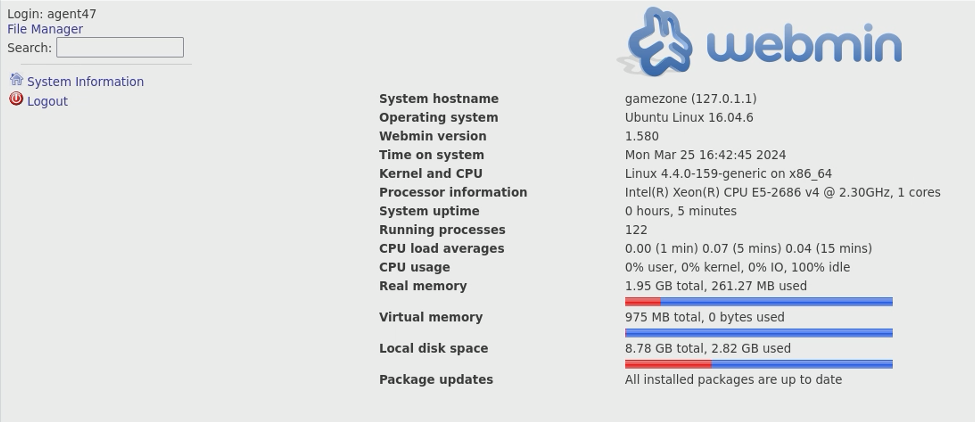 Login: agent47
File Manager
Search:
System Information
Logout
webmin
System hostname gamezone (127.0.1.1)
Operating system Ubuntu Linux 16.04.6
Webmin version 1.580
Time on system Mon Mar 25 16:42:45 2024
Kernel and CPU Linux 4.4.0-159-generic on x86_64
Processor information Intel(R) Xeon(R) CPU E5-2686 v4 @ 2.30GHz, 1 cores
System uptime 0 hours, 5 minutes
Running processes 122
CPU load averages 0.00 (1 min) 0.07 (5 mins) 0.04 (15 mins)
CPU usage 0% user, 0% kernel, 0% IO, 100% idle
Real memory 1.95 GB total, 261.27 MB used
Virtual memory 975 MB total, 0 bytes used
Local disk space 8.78 GB total, 2.82 GB used
Package updates All installed packages are up to date